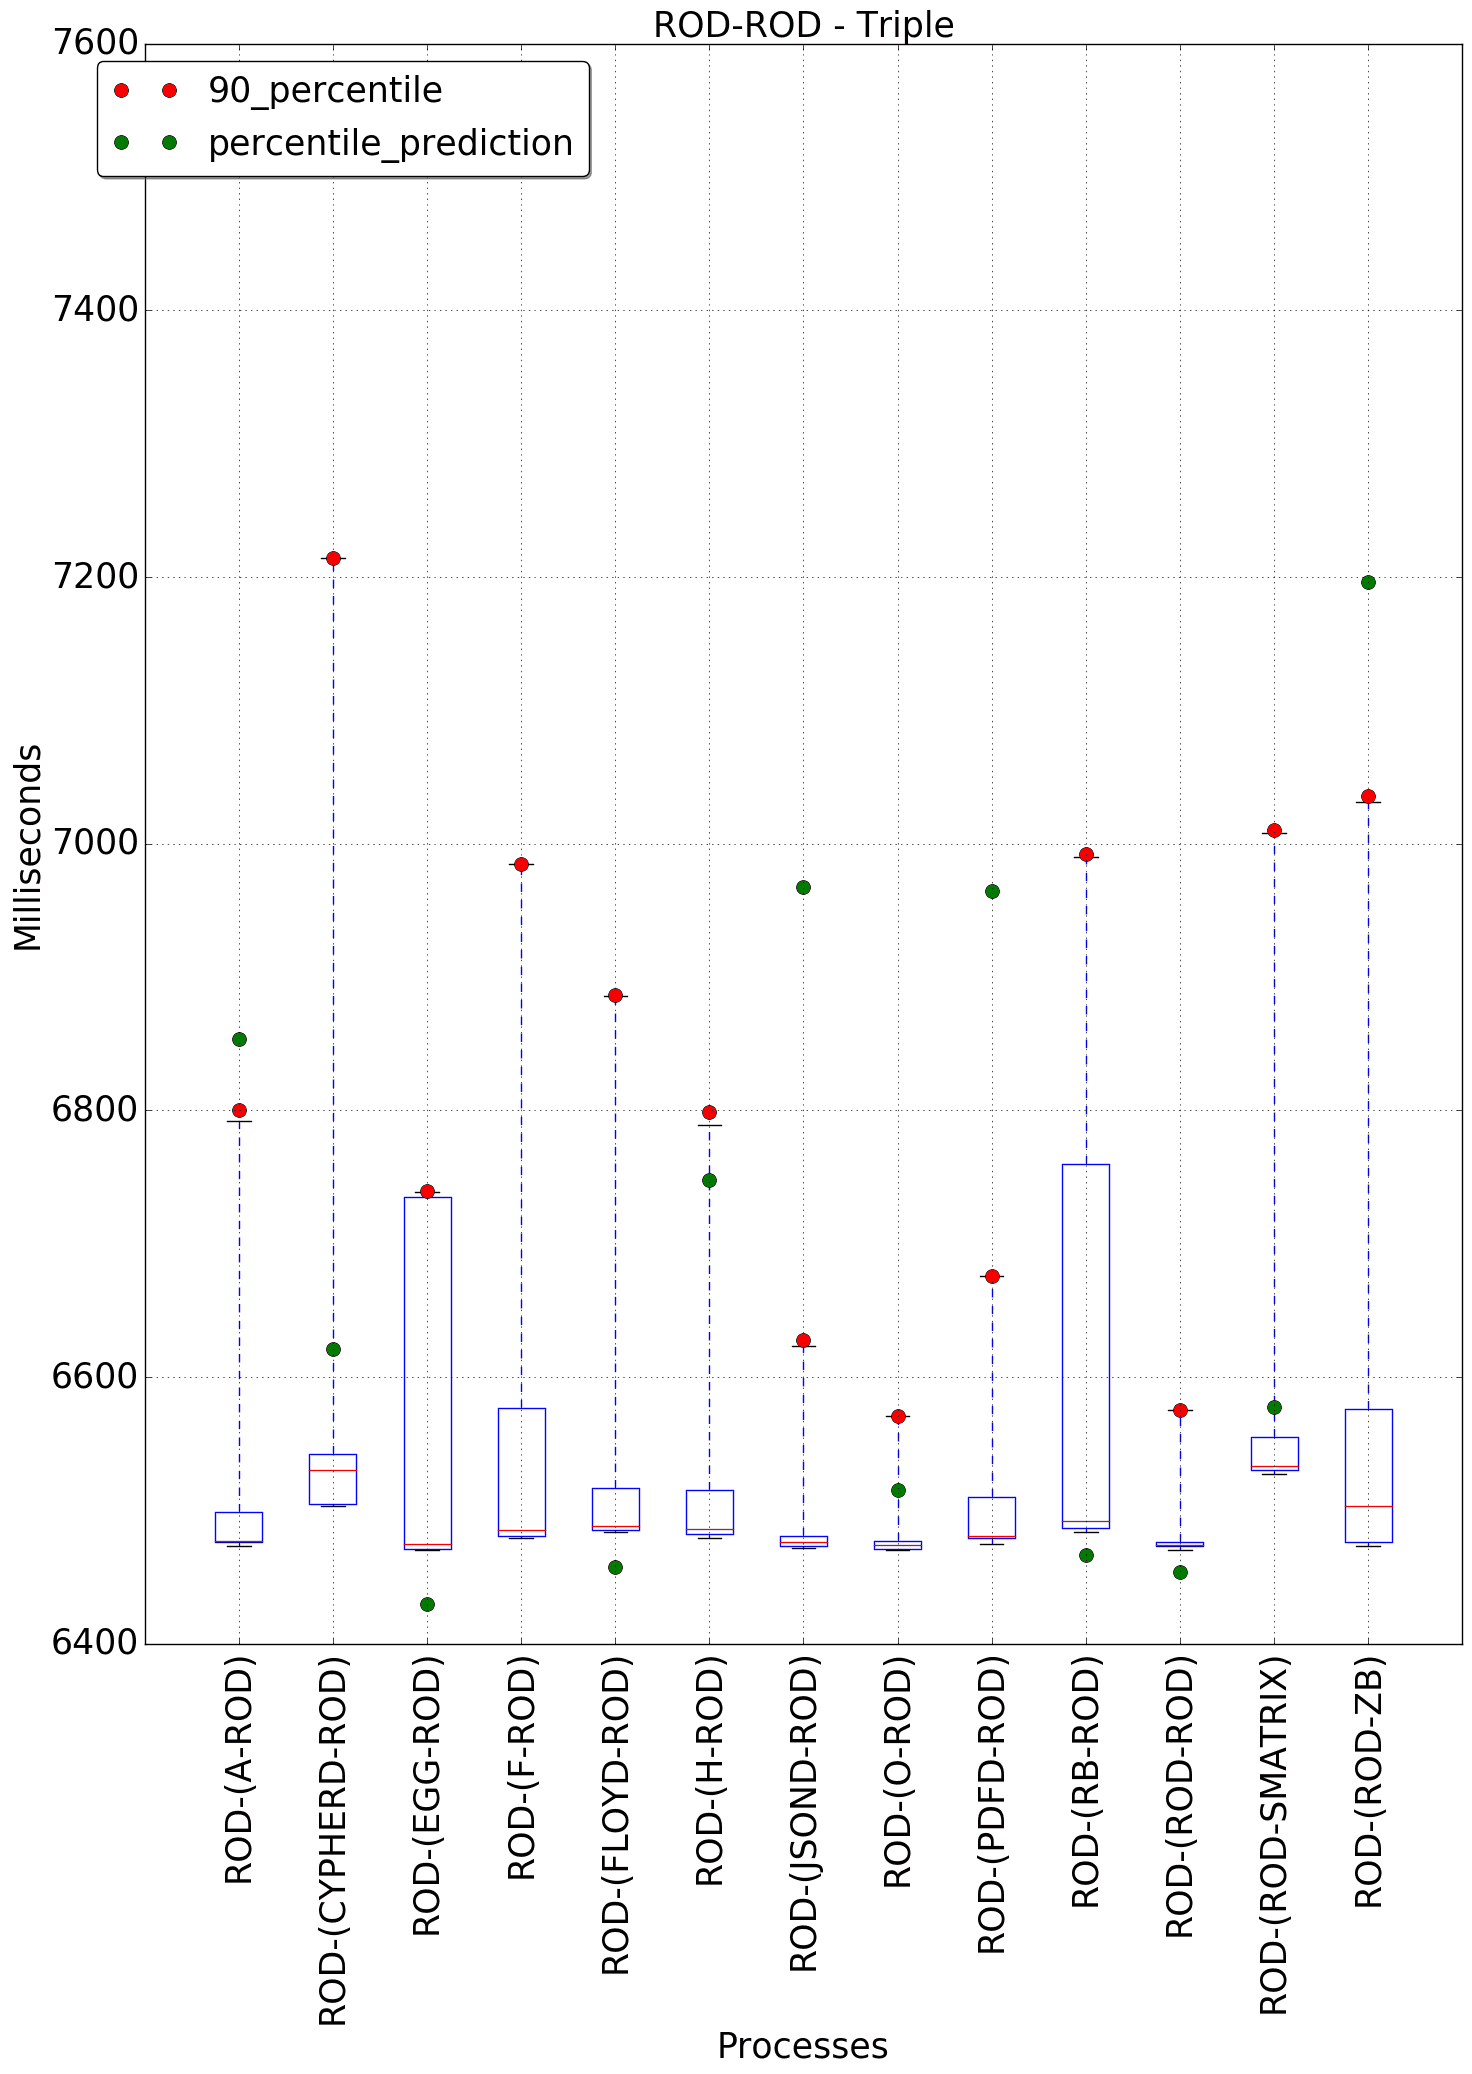 ROD-ROD - Triple
7600
90_percentile
percentile_prediction
7400
7200
7000
6800
6600
6400
Milliseconds
ROD-(A-ROD)
ROD-(CYPHERD-ROD)
ROD-(EGG-ROD)
ROD-(F-ROD)
ROD-(FLOYD-ROD)
ROD-(H-ROD)
ROD-(JSOND-ROD)
ROD-(O-ROD)
ROD-(PDFD-ROD)
ROD-(RB-ROD)
ROD-(ROD-ROD)
ROD-(ROD-SMATRIX)
ROD-(ROD-ZB)
Processes